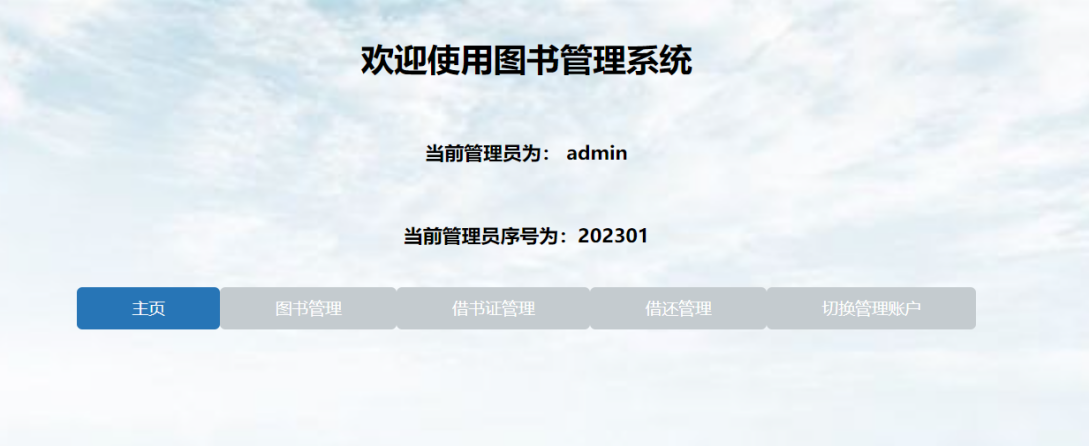 欢迎使用图书管理系统
当前管理员为： admin
当前管理员序号为：202301
主页 图书管理 借书证管理 借还管理 切换管理账户